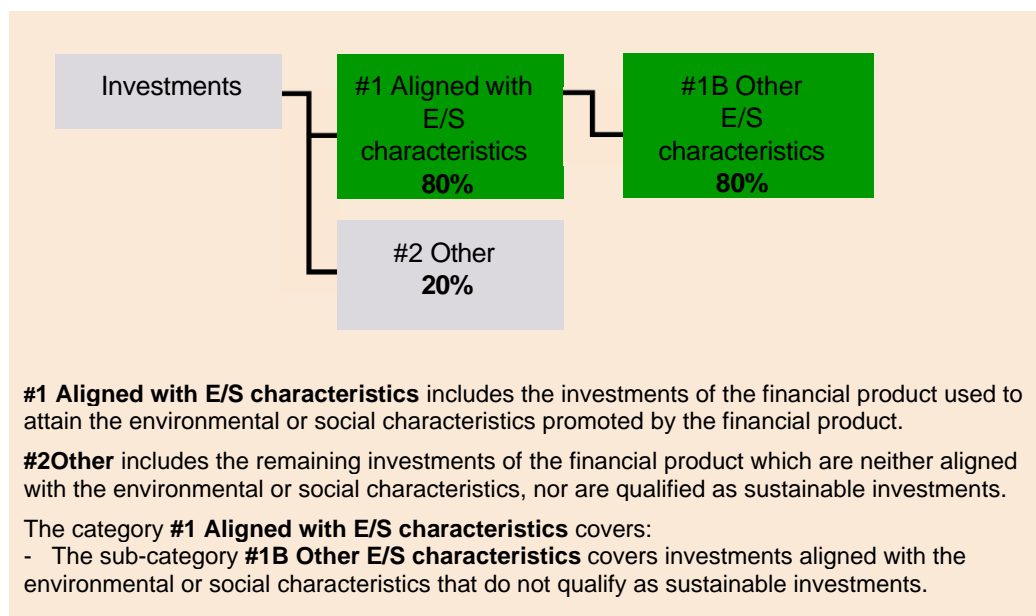 Investments
#1 Aligned with
E/S
characteristics
80%
#1B Other
E/S
characteristics
80%
#2 Other
20%
#1 Aligned with E/S characteristics includes the investments of the financial product used to
attain the environmental or social characteristics promoted by the financial product.
#2Other includes the remaining investments of the financial product which are neither aligned
with the environmental or social characteristics, nor are qualified as sustainable investments.
The category #1 Aligned with E/S characteristics covers:
- The sub-category #1B Other E/S characteristics covers investments aligned with the
environmental or social characteristics that do not qualify as sustainable investments.